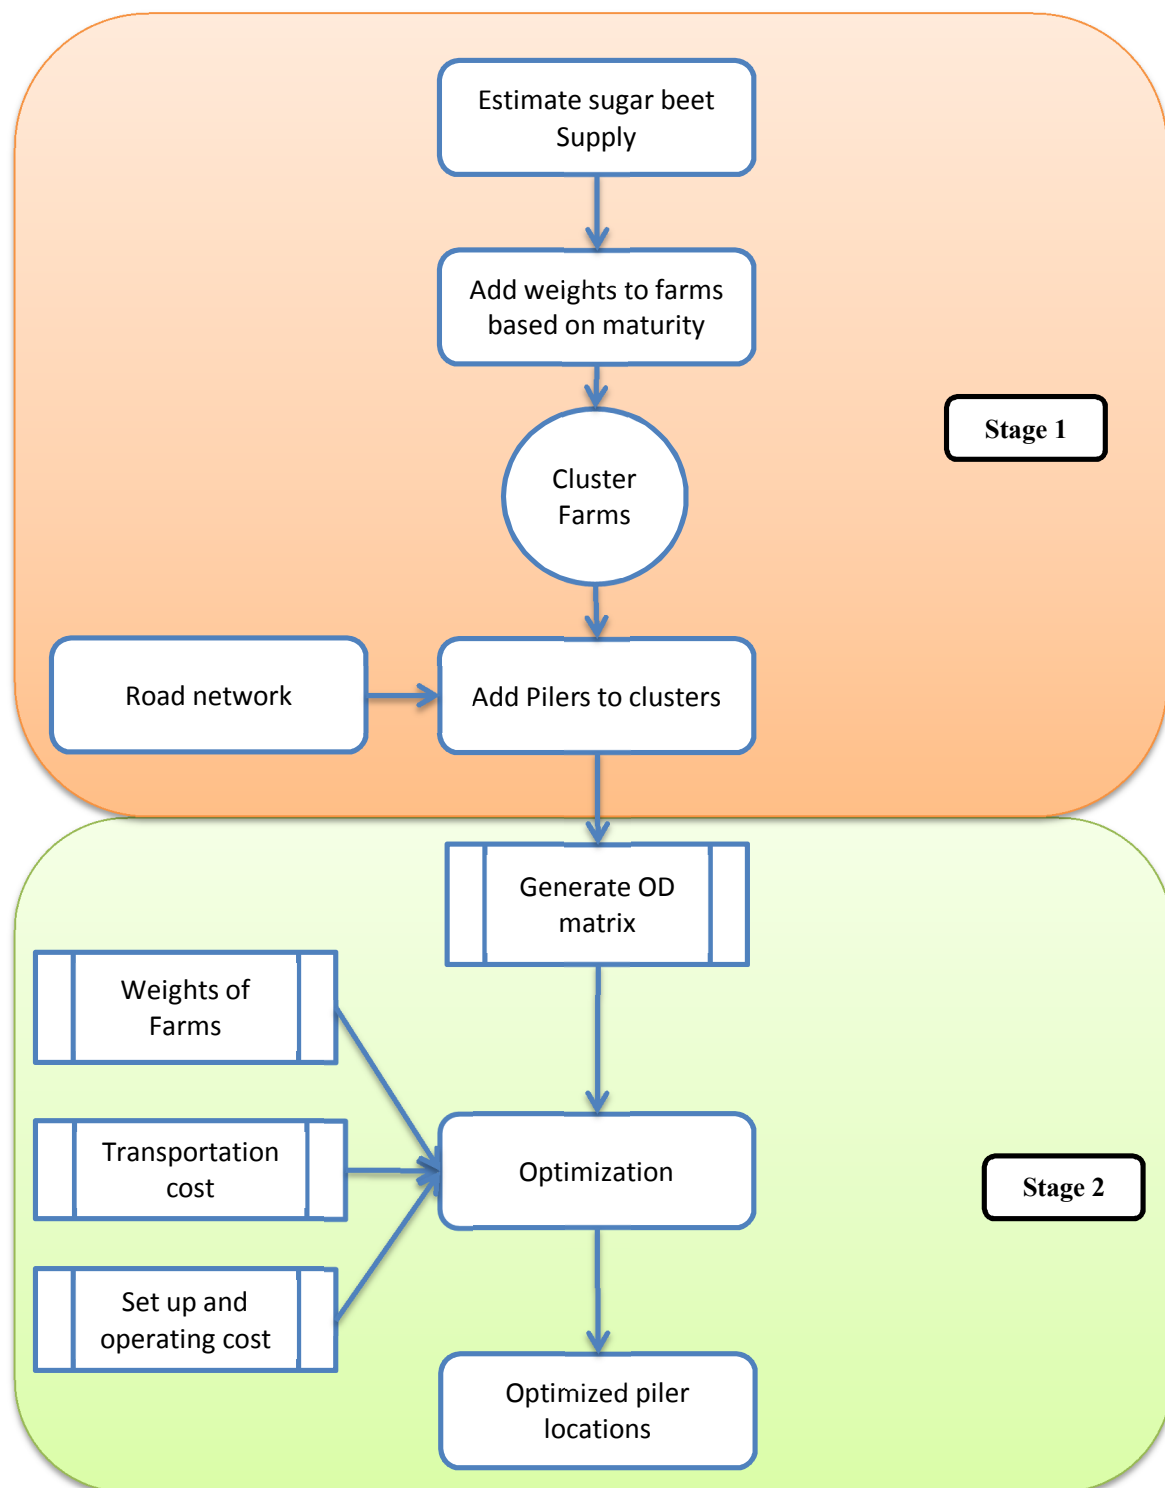 Estimate sugar beet
Supply
Add weights to farms
based on maturity
Stage 1
Cluster
Farms
Road network
Add Pilers to clusters
Generate OD
matrix
Weights of
Farms
Transportation
cost
Optimization
Stage 2
Set up and
operating cost
Optimized piler
locations